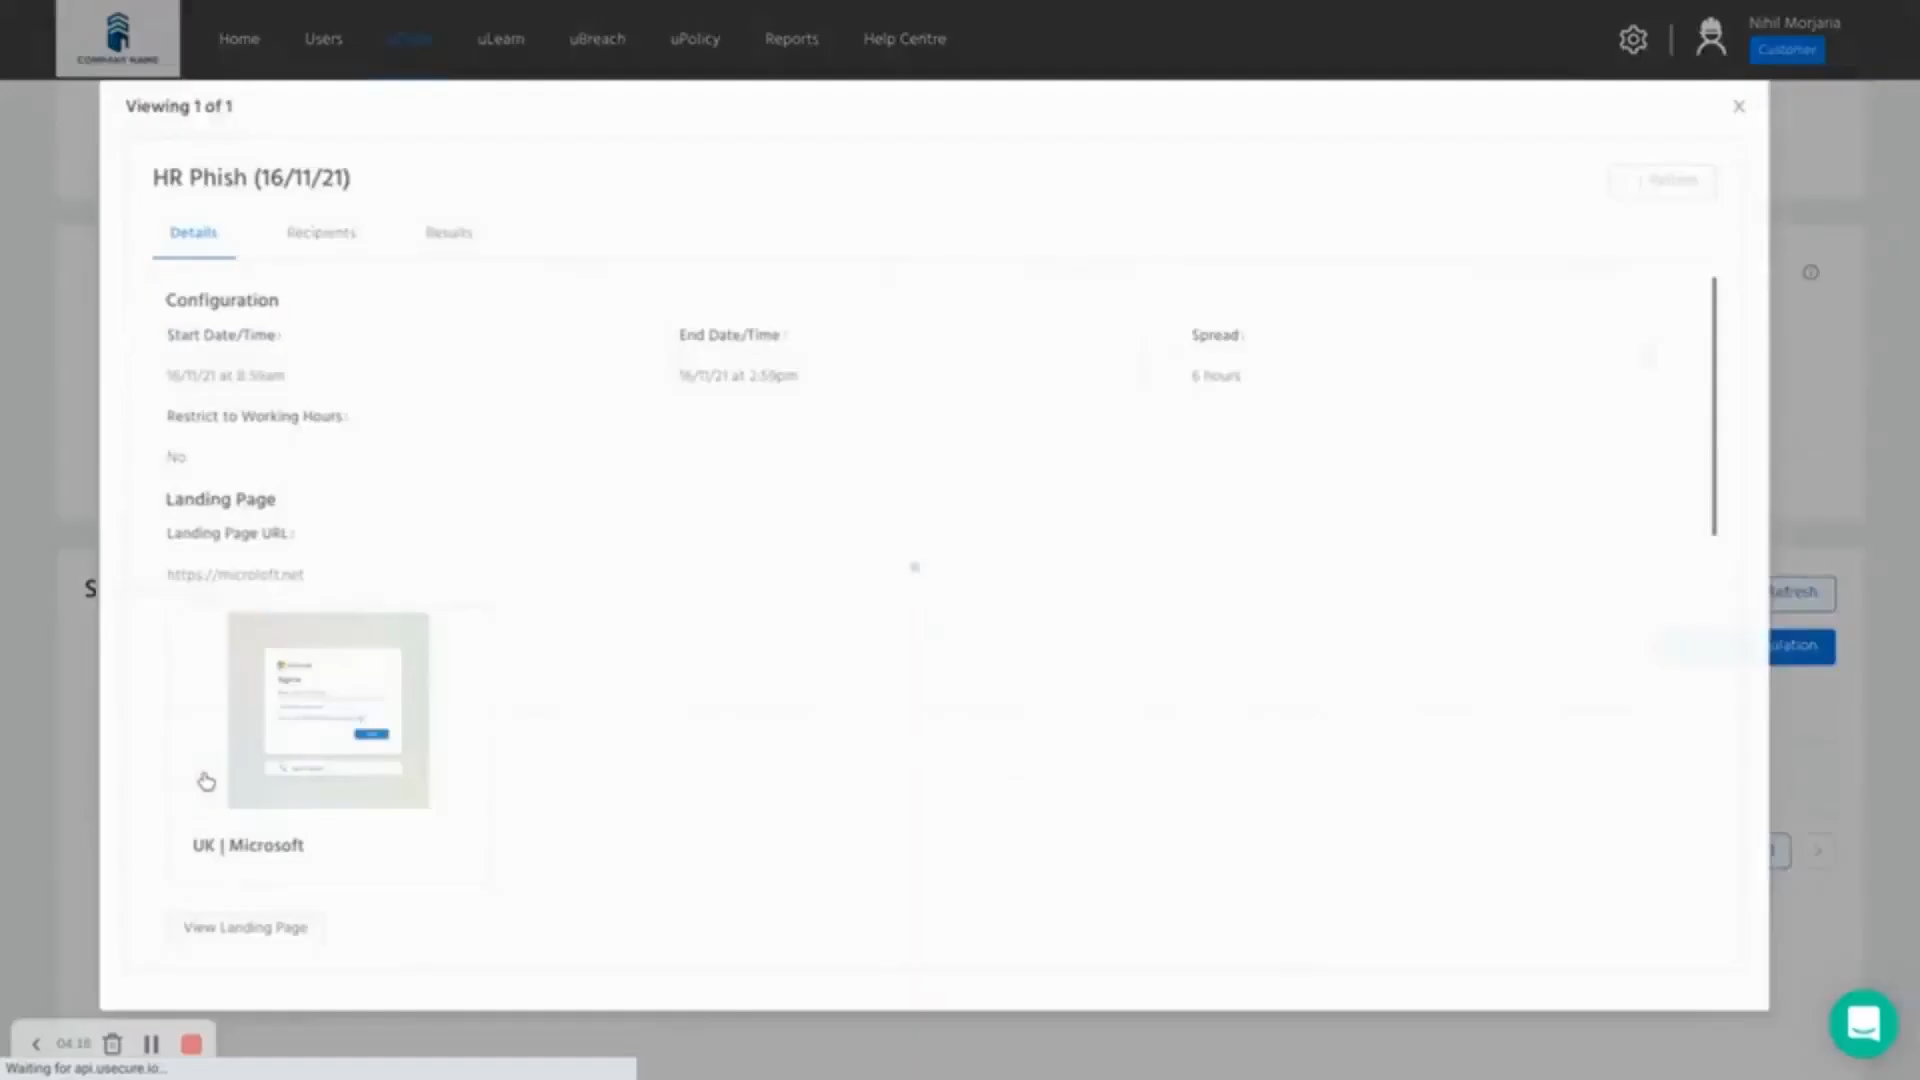 COMPANY NAME
Home Users uLearn uBreach uPolicy Reports Help Centre
Nihil Morjaria
Customer
Viewing 1 of 1
HR Phish (16/11/21)
Refresh
Details Recipients Results
Configuration
Start Date/Time: End Date/Time: Spread:
16/11/21 at 8:59am 16/11/21 at 2:59pm 6 hours
Restrict to Working Hours:
No
Landing Page
Landing Page URL:
https://microloft.net
S
Refresh
ulation
UK | Microsoft
View Landing Page
04:18
Waiting for api.usecure.io...